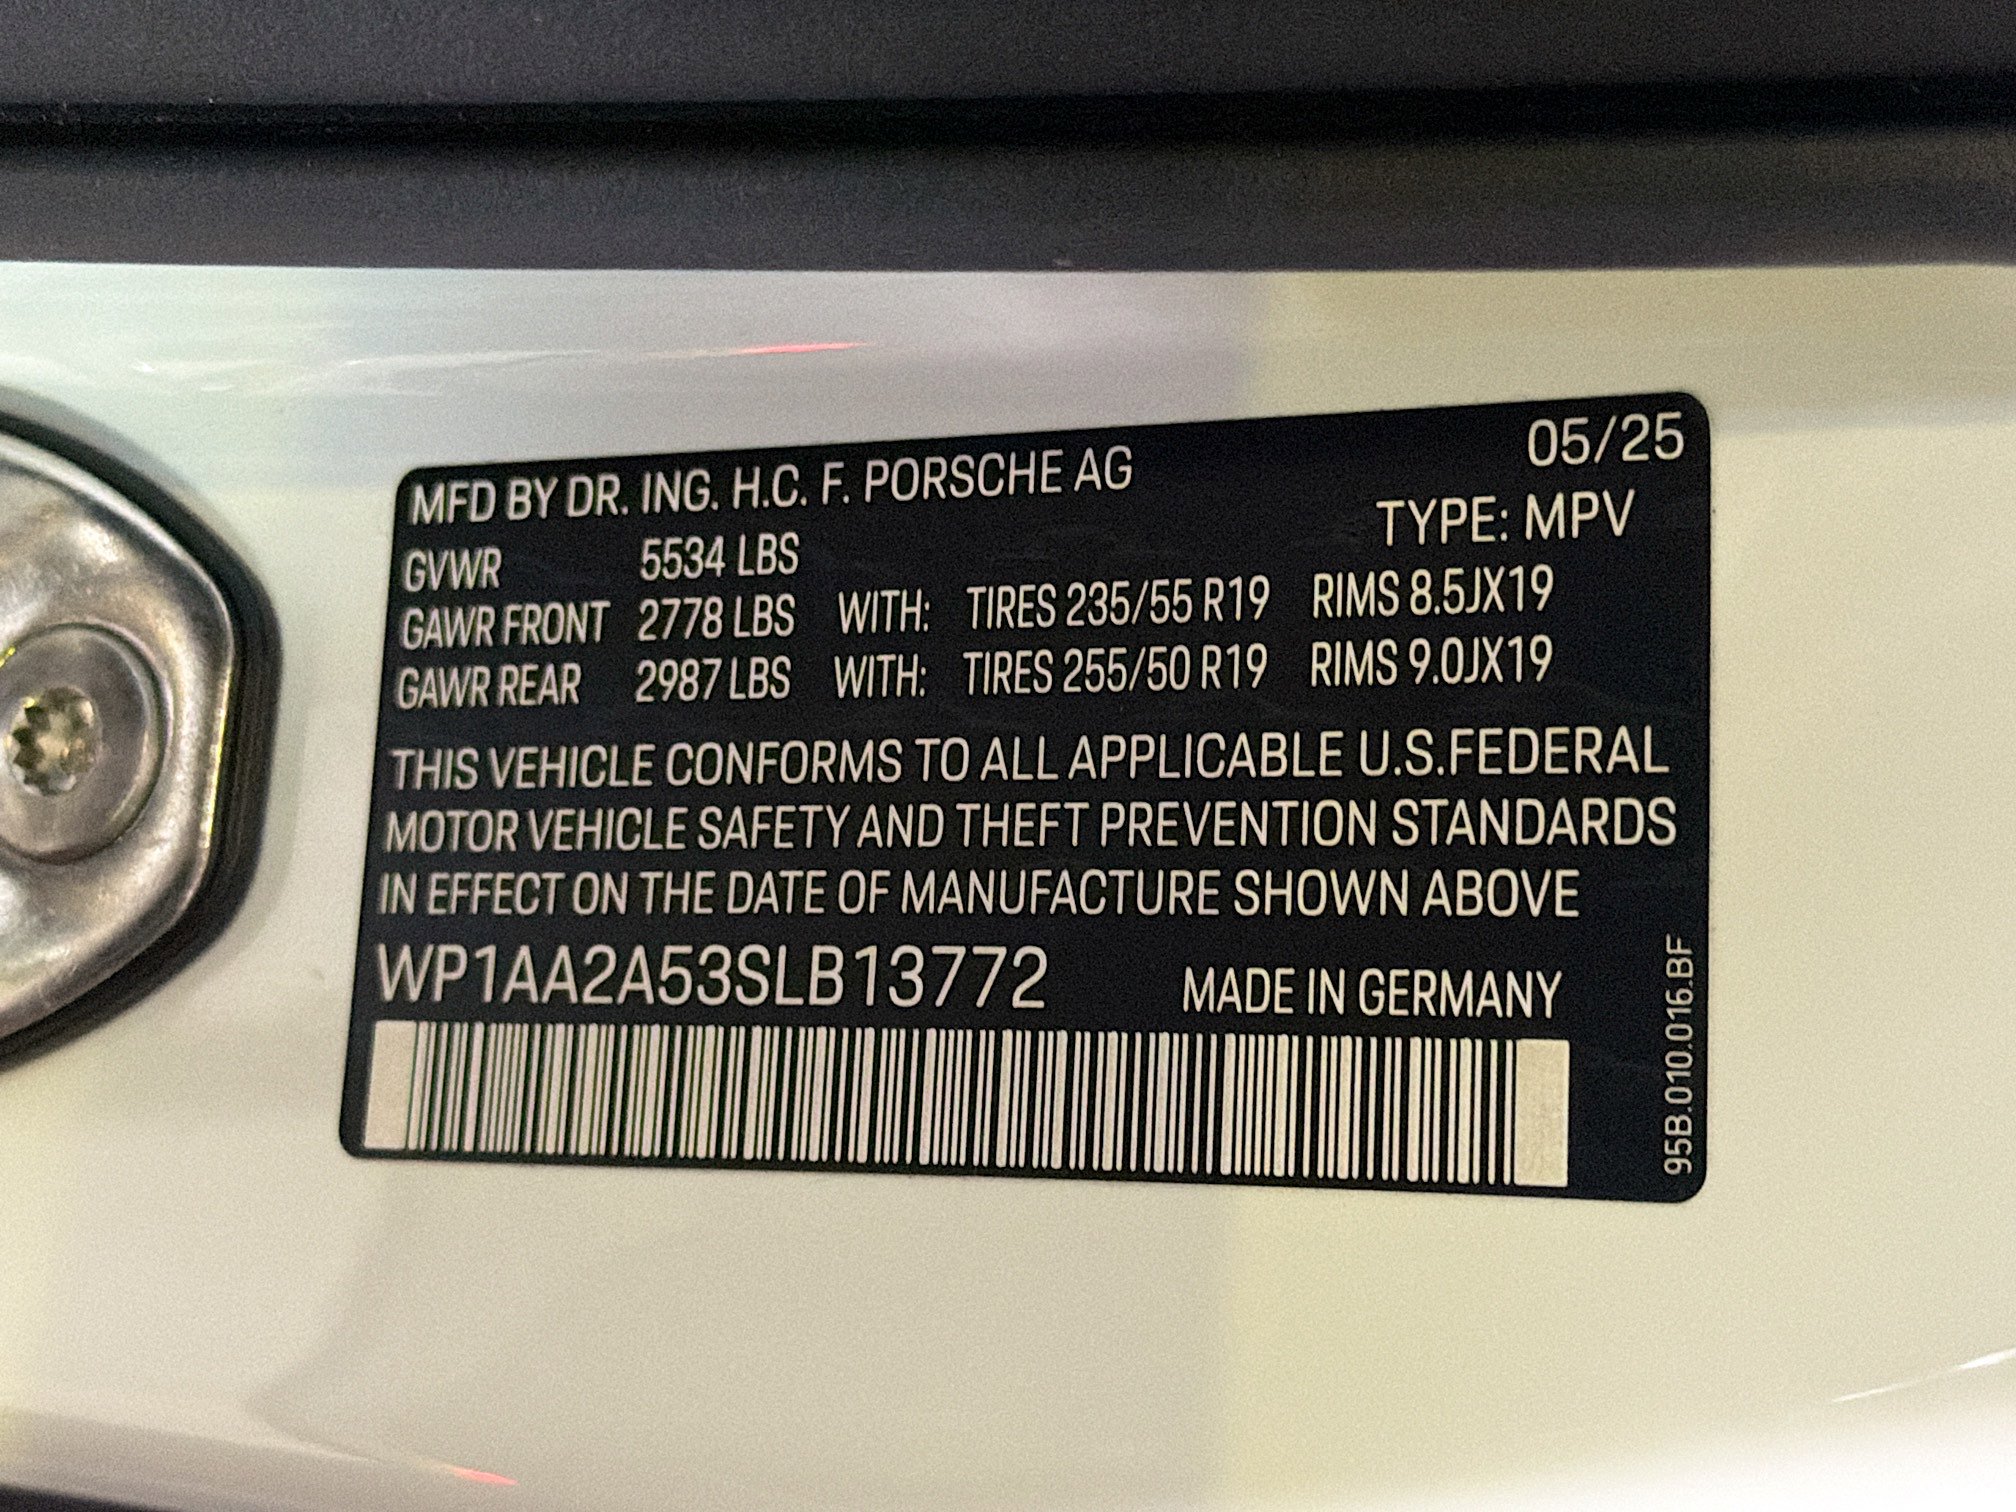 05/25
MFD BY DR. ING. H.C. F. PORSCHE AG
TYPE: MPV
GVWR 5534 LBS
GAWR FRONT 2778 LBS WITH: TIRES 235/55 R19 RIMS 8.5JX19
GAWR REAR 2987 LBS WITH: TIRES 255/50 R19 RIMS 9.0JX19
THIS VEHICLE CONFORMS TO ALL APPLICABLE U.S.FEDERAL
MOTOR VEHICLE SAFETY AND THEFT PREVENTION STANDARDS
IN EFFECT ON THE DATE OF MANUFACTURE SHOWN ABOVE
WP1AA2A53SLB13772 MADE IN GERMANY
95B.010.016.BF